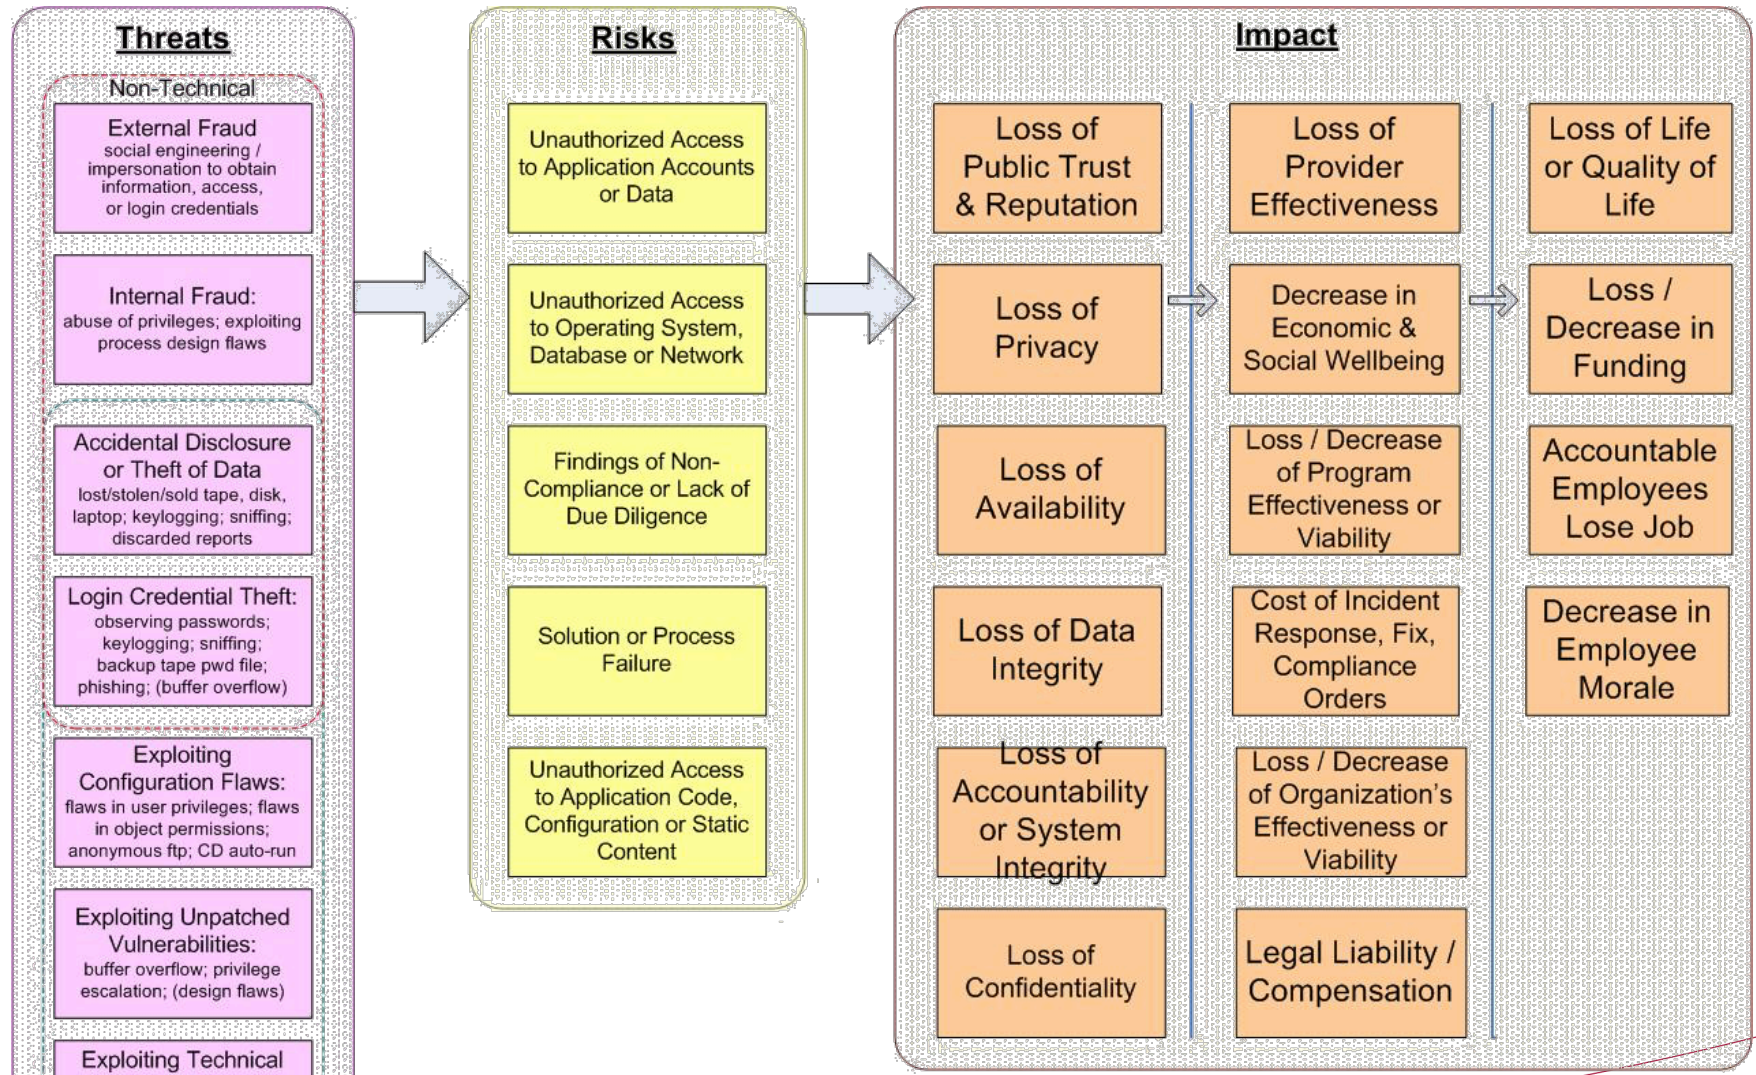 Threats
Non-Technical
External Fraud
social engineering /
impersonation to obtain
information, access,
or login credentials
Internal Fraud:
abuse of privileges; exploiting
process design flaws
Accidental Disclosure
or Theft of Data
lost/stolen/sold tape, disk,
laptop; keylogging; sniffing;
discarded reports
Login Credential Theft:
observing passwords;
keylogging; sniffing;
backup tape pwd file;
phishing; (buffer overflow)
Exploiting
Configuration Flaws:
flaws in user privileges; flaws
in object permissions;
anonymous ftp; CD auto-run
Exploiting Unpatched
Vulnerabilities:
buffer overflow; privilege
escalation; (design flaws)
Exploiting Technical
Risks
Unauthorized Access
to Application Accounts
or Data
Unauthorized Access
to Operating System,
Database or Network
Findings of Non-
Compliance or Lack of
Due Diligence
Solution or Process
Failure
Unauthorized Access
to Application Code,
Configuration or Static
Content
Impact
Loss of
Public Trust
& Reputation
Loss of
Privacy
Loss of
Availability
Loss of Data
Integrity
Loss of
Accountability
or System
Integrity
Loss of
Confidentiality
Loss of
Provider
Effectiveness
Decrease in
Economic &
Social Wellbeing
Loss / Decrease
of Program
Effectiveness or
Viability
Cost of Incident
Response, Fix,
Compliance
Orders
Loss / Decrease
of Organization's
Effectiveness or
Viability
Legal Liability /
Compensation
Loss of Life
or Quality of
Life
Loss /
Decrease in
Funding
Accountable
Employees
Lose Job
Decrease in
Employee
Morale